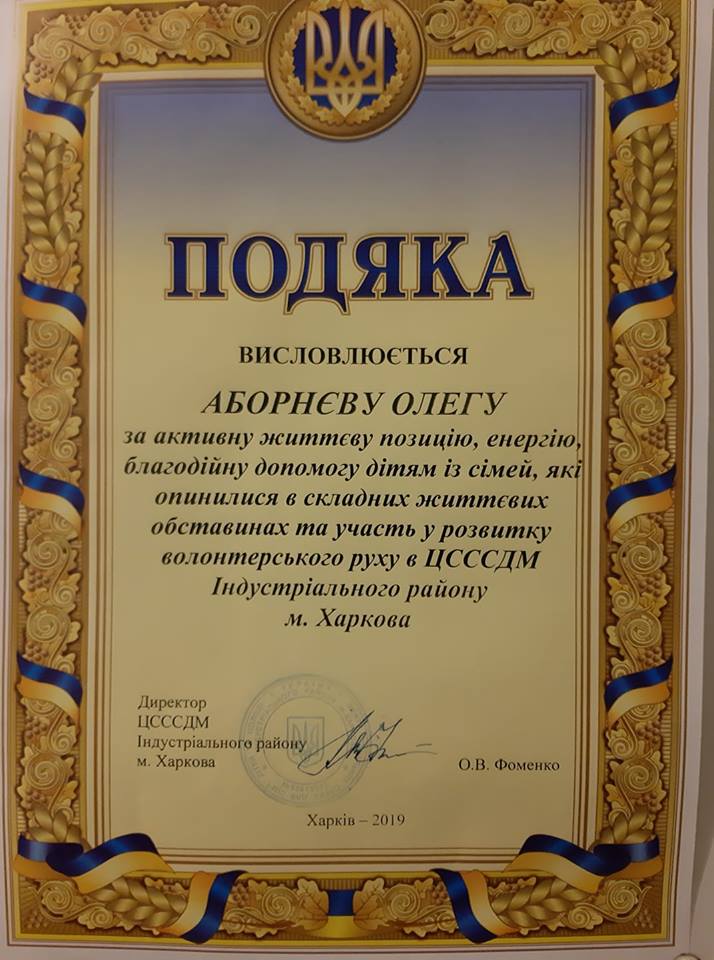 ПОДЯКА
ВИСЛОВЛЮЄТЬСЯ
АБОРНЄВУ ОЛЕГУ
за активну життєву позицію, енергію,
благодійну допомогу дітям із сімей, які
опинилися в складних життєвих
обставинах та участь у розвитку
волонтерського руху в ЦСССДМ
Індустріального району
м. Харкова
Директор
ЦСССДМ
Індустріального району
м. Харкова
О.В. Фоменко
Харків – 2019